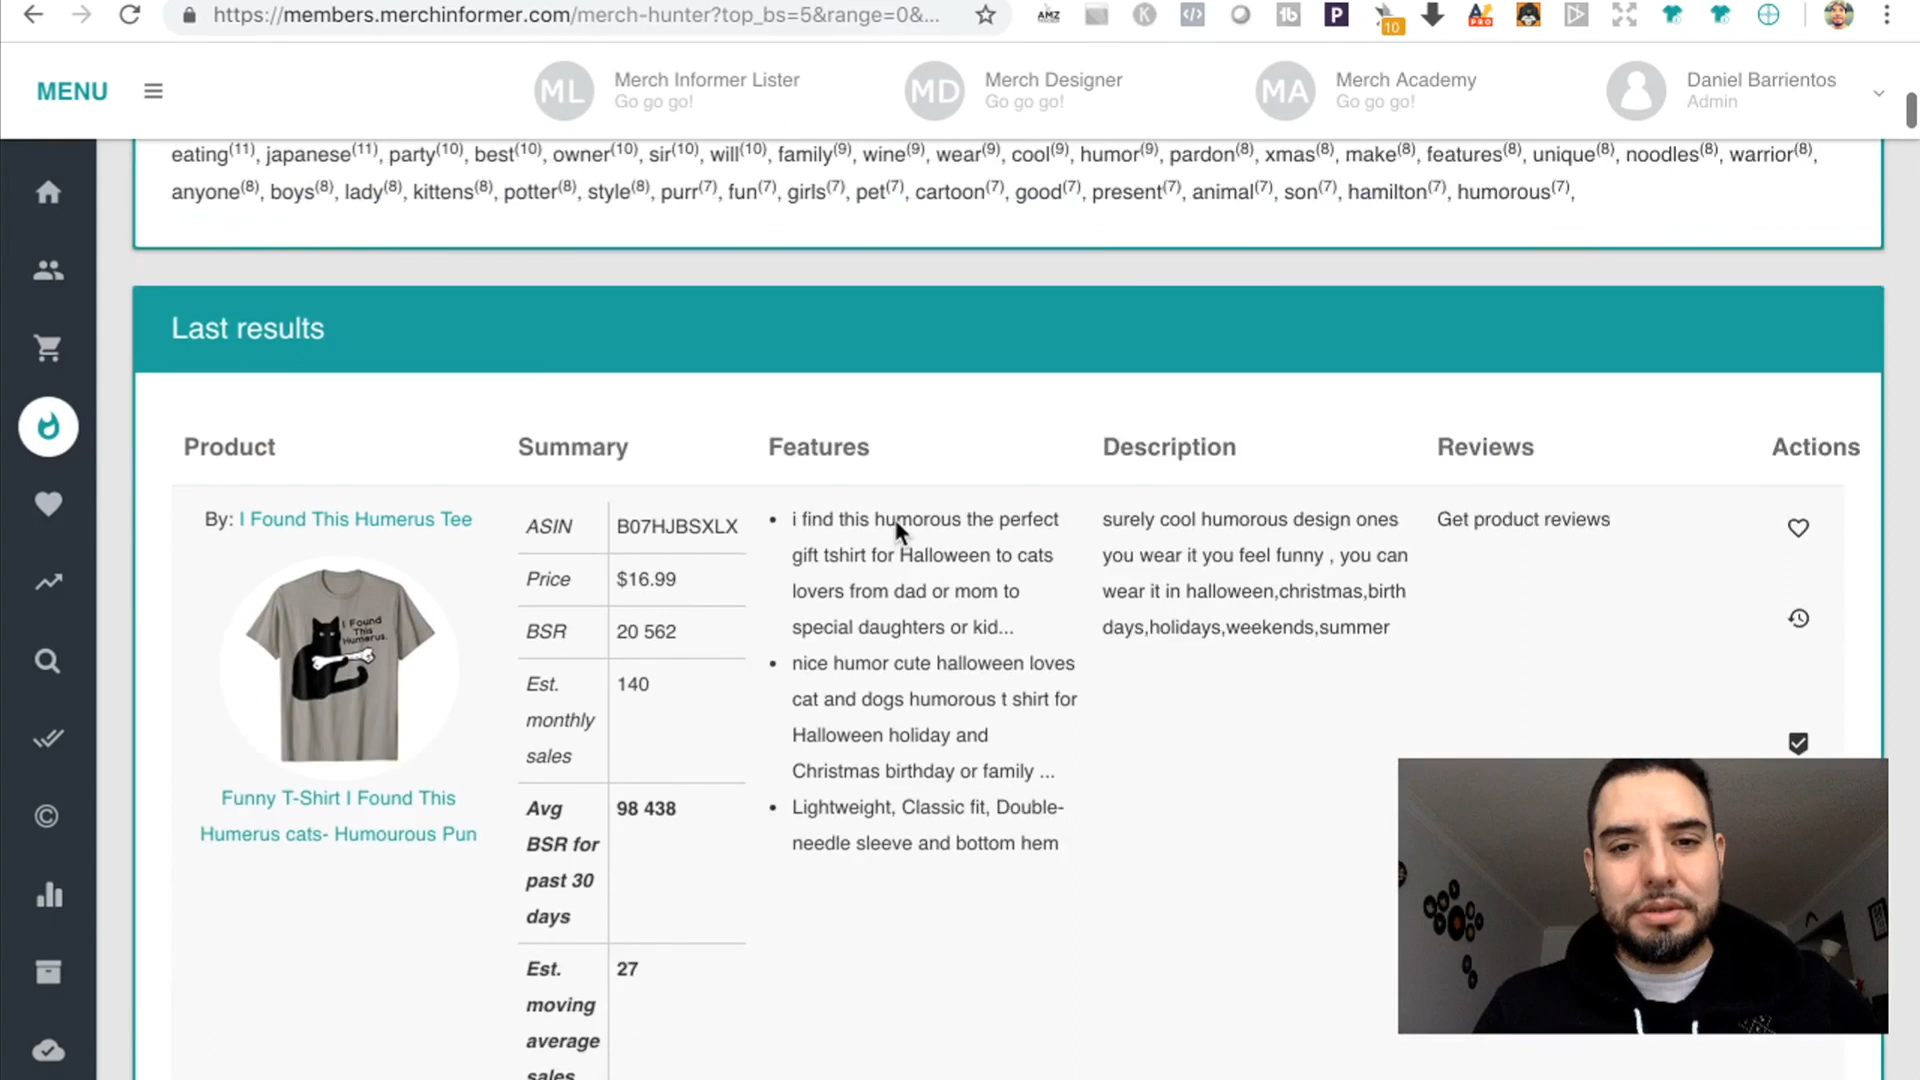 https://members.merchinformer.com/merch-hunter?top_bs=5&range=0&...
AMZ
K
</>
1b
P
10
PRO
MENU
ML
Merch Informer Lister
Go go go!
MD
Merch Designer
Go go go!
MA
Merch Academy
Go go go!
Daniel Barrientos
Admin
eating(11), japanese(11), party(10), best(10), owner(10), sir(10), will(10), family(9), wine(9), wear(9), cool(9), humor(9), pardon(8), xmas(8), make(8), features(8), unique(8), noodles(8), warrior(8),
anyone(8), boys(8), lady(8), kittens(8), potter(8), style(8), purr(7), fun(7), girls(7), pet(7), cartoon(7), good(7), present(7), animal(7), son(7), hamilton(7), humorous(7),
Last results
Product
Summary
Features
Description
Reviews
Actions
By: I Found This Humerus Tee
I Found
This
Humerus.
Funny T-Shirt I Found This
Humerus cats- Humourous Pun
ASIN
B07HJBSXLX
Price
$16.99
BSR
20 562
Est.
monthly
sales
140
Avg
BSR for
past 30
days
98 438
Est.
moving
average
sales
27
• i find this humorous the perfect
gift tshirt for Halloween to cats
lovers from dad or mom to
special daughters or kid...
• nice humor cute halloween loves
cat and dogs humorous t shirt for
Halloween holiday and
Christmas birthday or family ...
• Lightweight, Classic fit, Double-
needle sleeve and bottom hem
surely cool humorous design ones
you wear it you feel funny , you can
wear it in halloween,christmas,birth
days,holidays,weekends,summer
Get product reviews